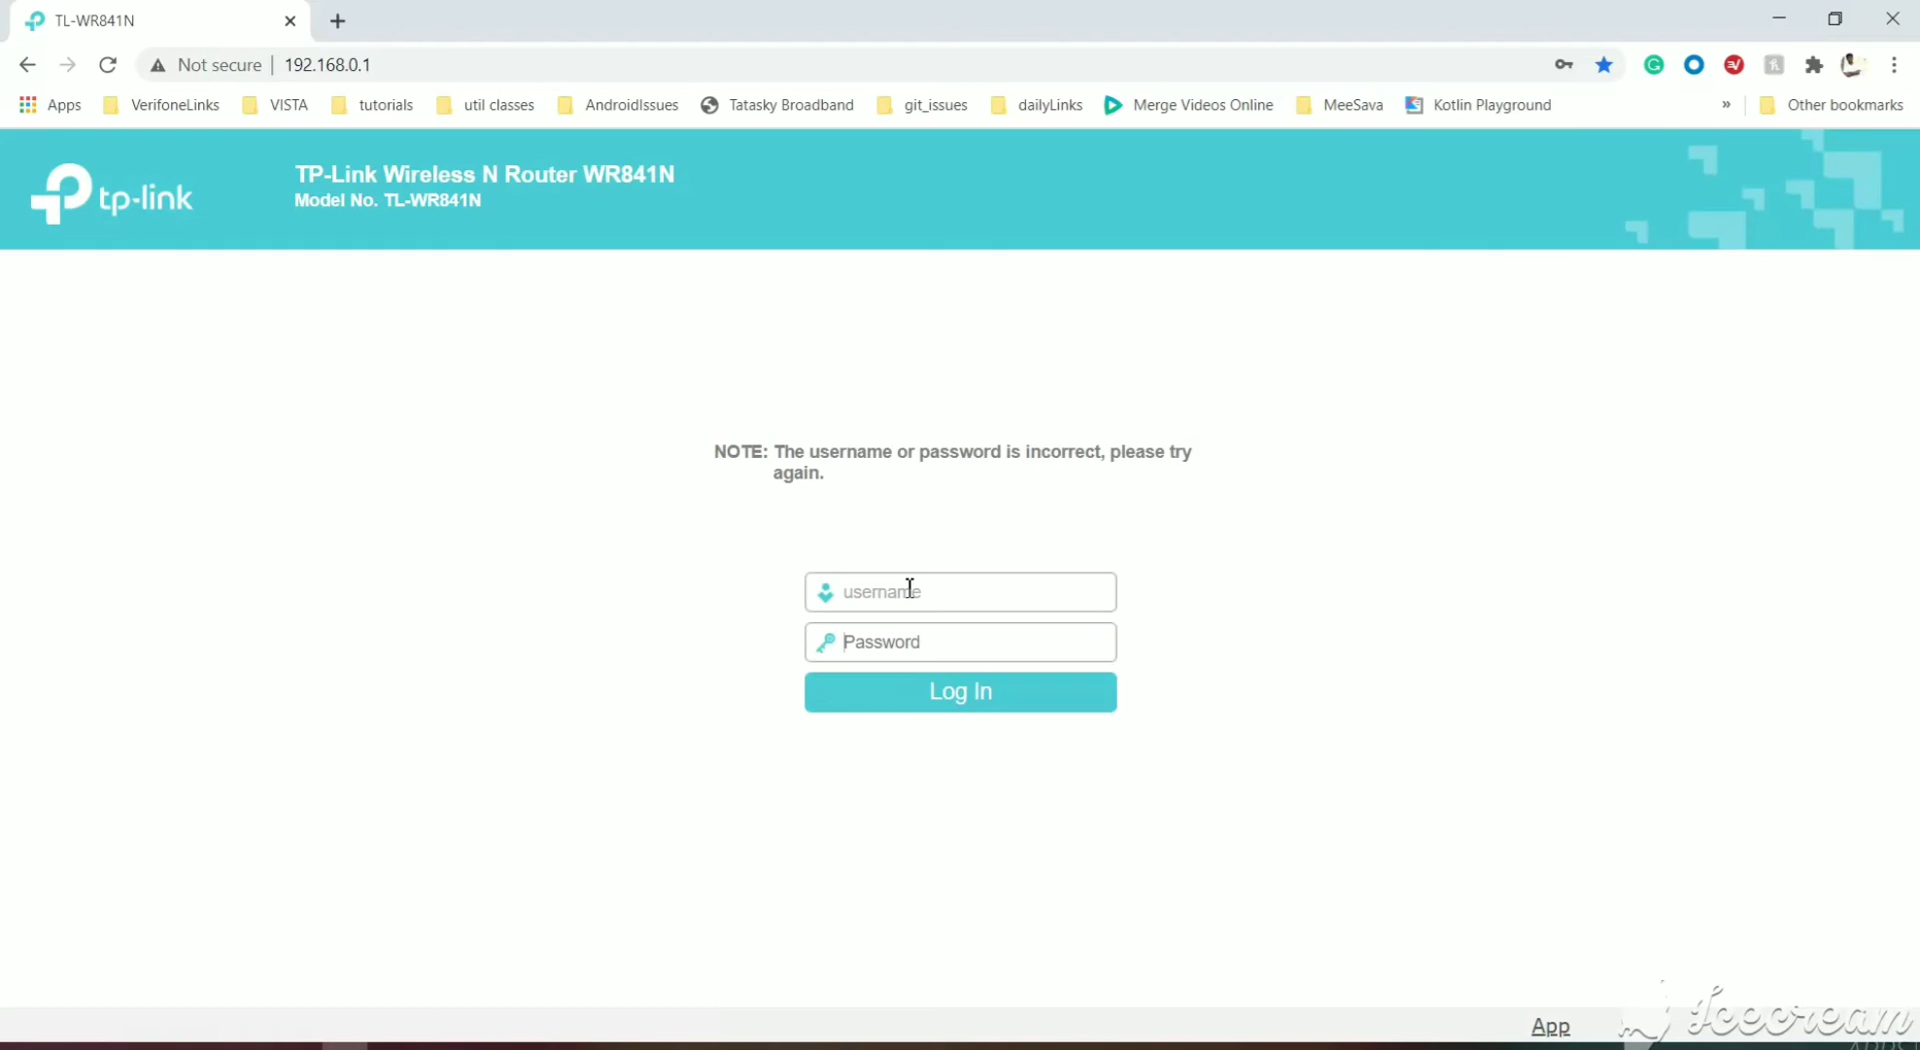 TL-WR841N
Not secure | 192.168.0.1
Apps VerifoneLinks VISTA tutorials util classes AndroidIssues Tatasky Broadband git_issues dailyLinks Merge Videos Online MeeSava Kotlin Playground » Other bookmarks
tp-link
TP-Link Wireless N Router WR841N
Model No. TL-WR841N
NOTE: The username or password is incorrect, please try
again.
username
Password
Log In
App
Icecream
APPS